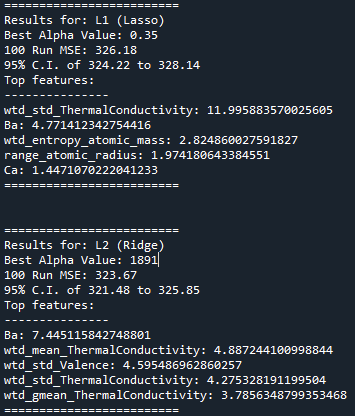 =========================
Results for: L1 (Lasso)
Best Alpha Value: 0.35
100 Run MSE: 326.18
95% C.I. of 324.22 to 328.14
Top features:
---------------
wtd_std_ThermalConductivity: 11.995883570025605
Ba: 4.771412342754416
wtd_entropy_atomic_mass: 2.824860027591827
range_atomic_radius: 1.974180643384551
Ca: 1.4471070222041233
=========================
=========================
Results for: L2 (Ridge)
Best Alpha Value: 1891
100 Run MSE: 323.67
95% C.I. of 321.48 to 325.85
Top features:
---------------
Ba: 7.445115842748801
wtd_mean_ThermalConductivity: 4.887244100998844
wtd_std_Valence: 4.595486962860257
wtd_std_ThermalConductivity: 4.275328191199504
wtd_gmean_ThermalConductivity: 3.7856348799353468
=========================